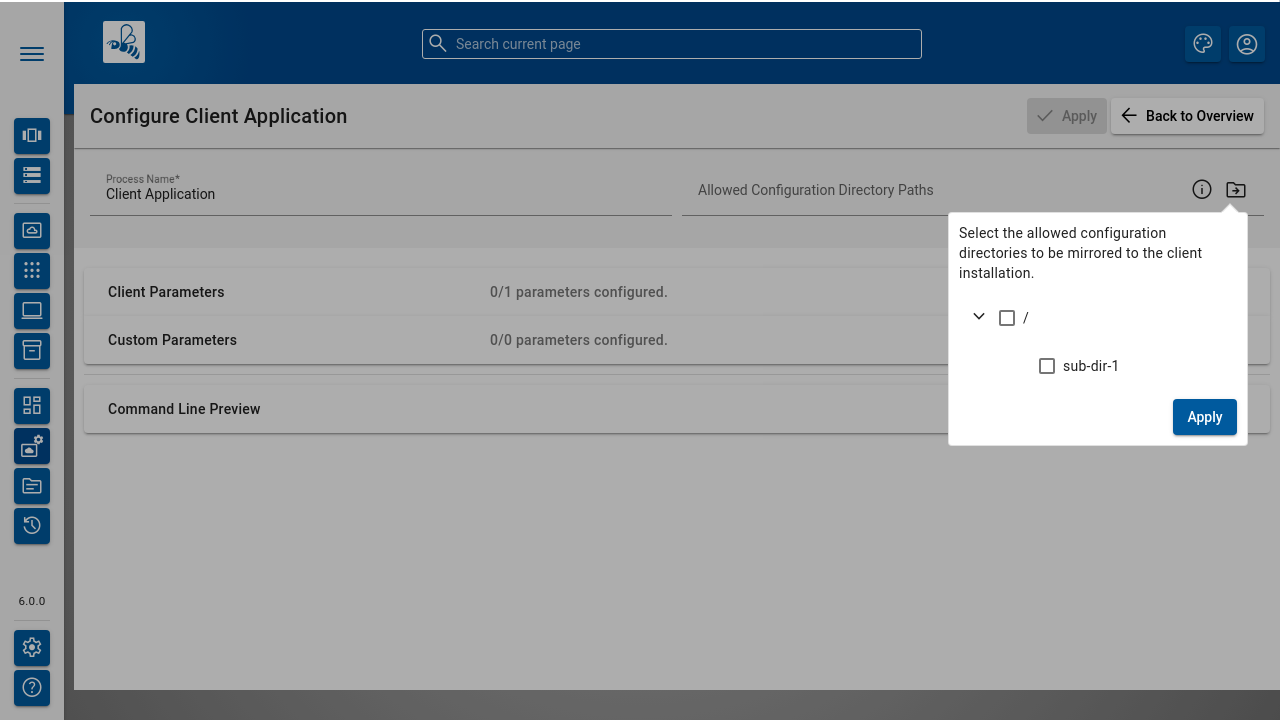 Search current page
Configure Client Application
Apply
Back to Overview
Process Name*
Client Application
Allowed Configuration Directory Paths
Select the allowed configuration
directories to be mirrored to the client
installation.
/
sub-dir-1
Apply
Client Parameters
0/1 parameters configured.
Custom Parameters
0/0 parameters configured.
Command Line Preview
6.0.0